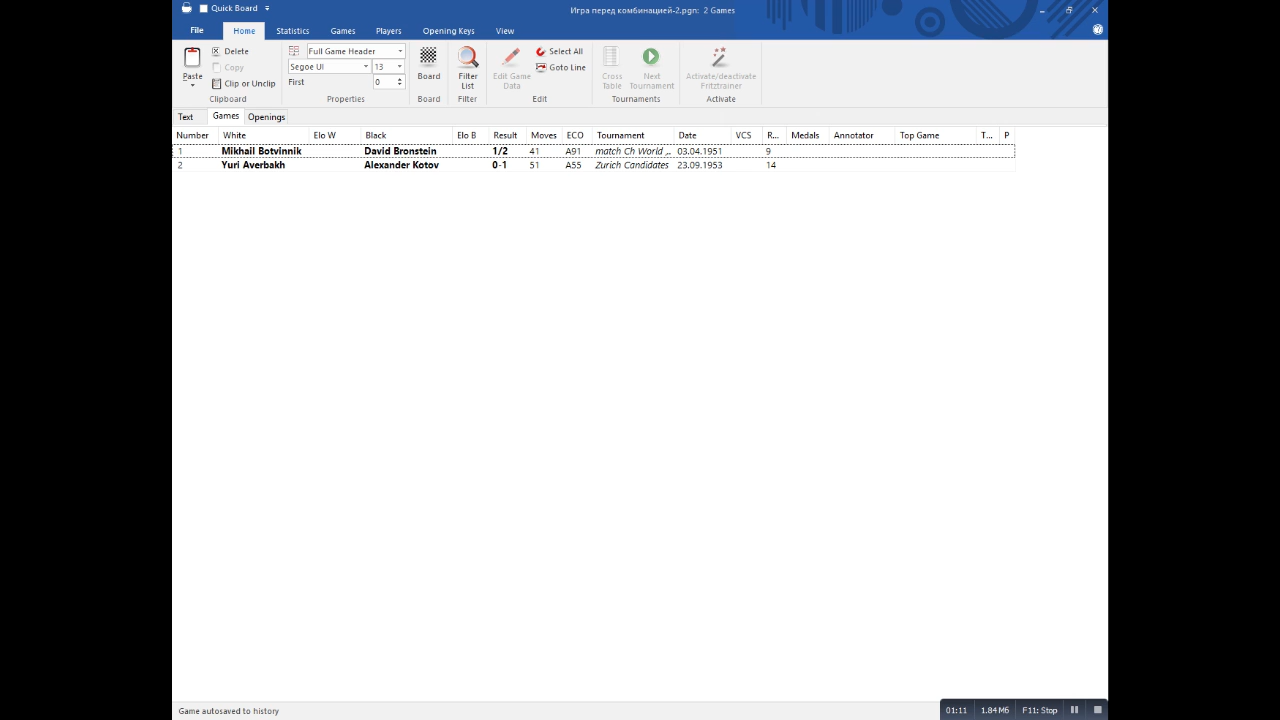 Quick Board
Игра перед комбинацией-2.pgn: 2 Games
File Home Statistics Games Players Opening Keys View
Paste
Delete
Copy
Clip or Unclip
Clipboard
Full Game Header
Segoe UI 13
First 0
Properties
Board
Board
Filter List
Filter
Edit Game Data
Select All
Goto Line
Edit
Cross Table
Next Tournament
Tournaments
Activate/deactivate Fritztrainer
Activate
Text Games Openings
Number White Elo W Black Elo B Result Moves ECO Tournament Date VCS R... Medals Annotator Top Game T... P
1 Mikhail Botvinnik David Bronstein 1/2 41 A91 match Ch World ... 03.04.1951 9
2 Yuri Averbakh Alexander Kotov 0-1 51 A55 Zurich Candidates 23.09.1953 14
Game autosaved to history
01:11 1.84 Мб F11: Stop